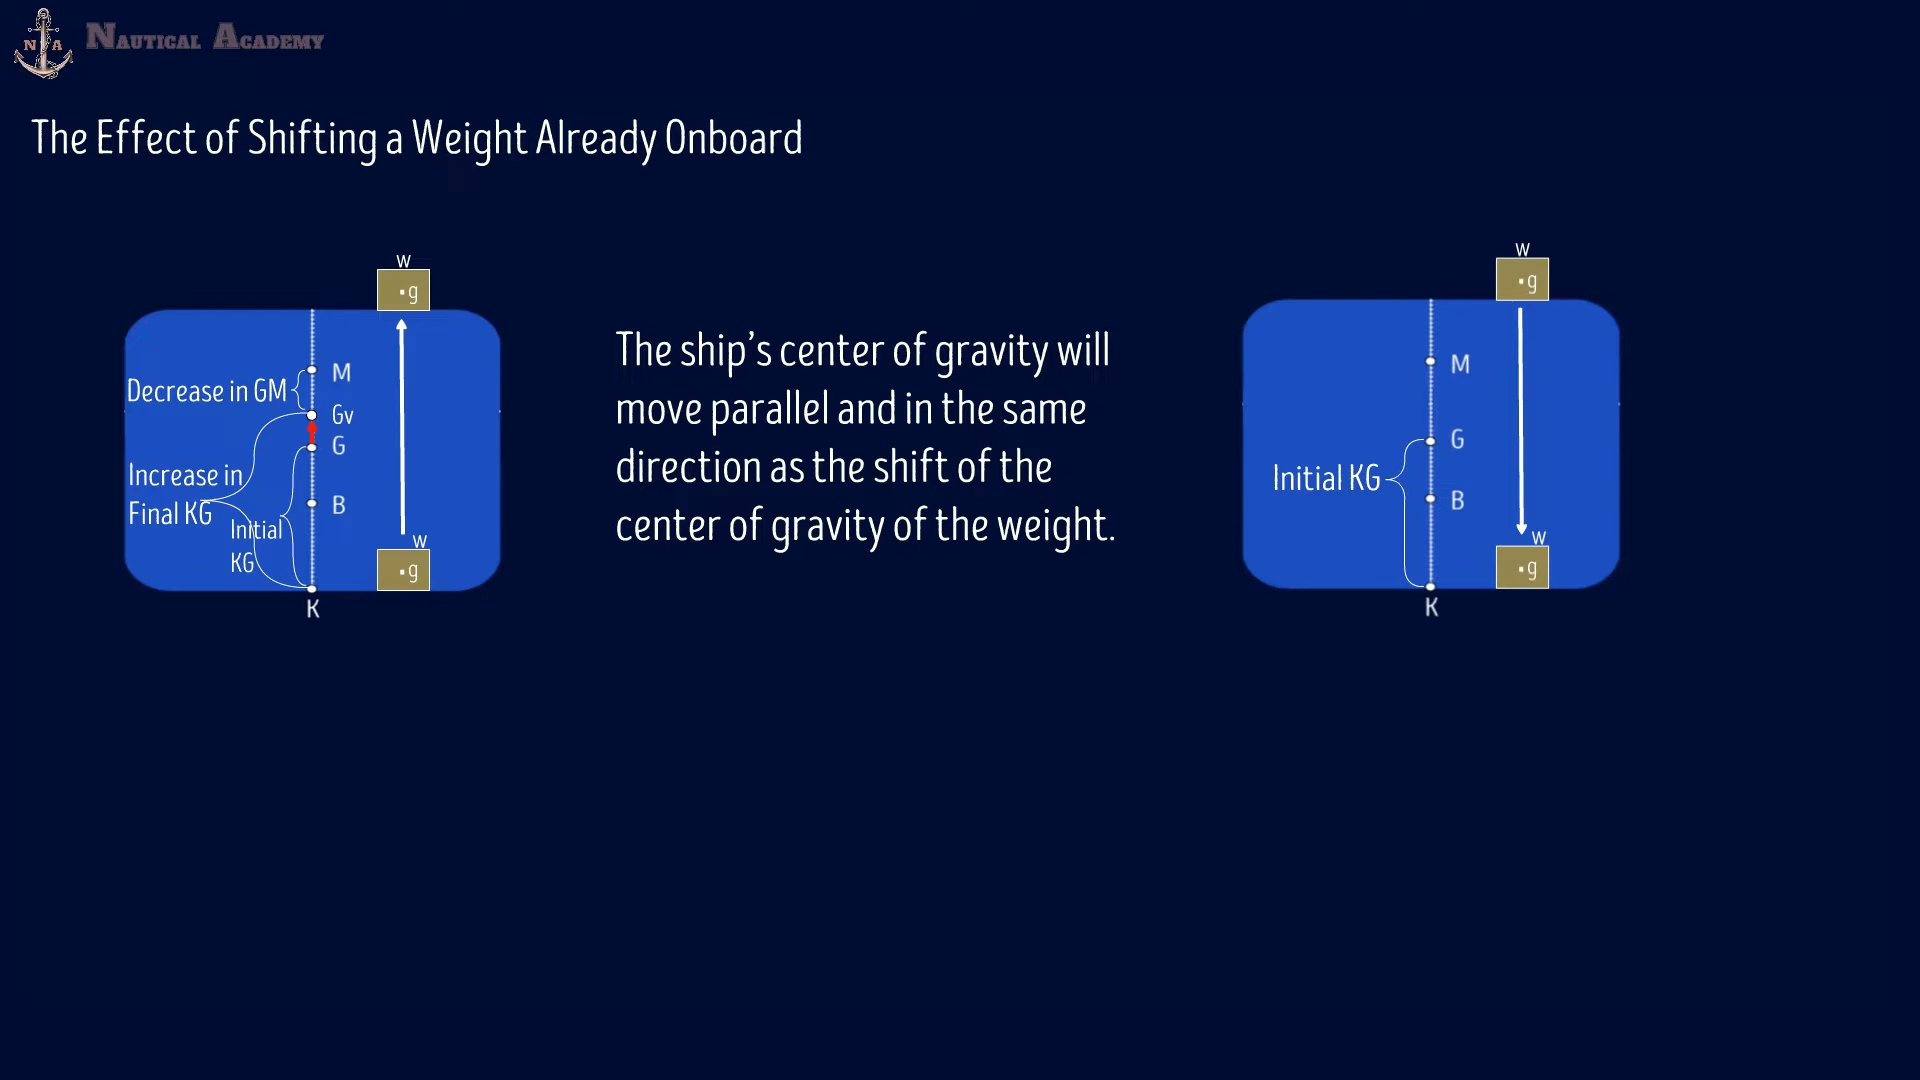 N A
Nautical Academy
The Effect of Shifting a Weight Already Onboard
w
g
M
Decrease in GM
Gv
G
Increase in
Final KG
B
Initial
KG
w
g
K
The ship's center of gravity will
move parallel and in the same
direction as the shift of the
center of gravity of the weight.
w
g
M
G
Initial KG
B
w
g
K